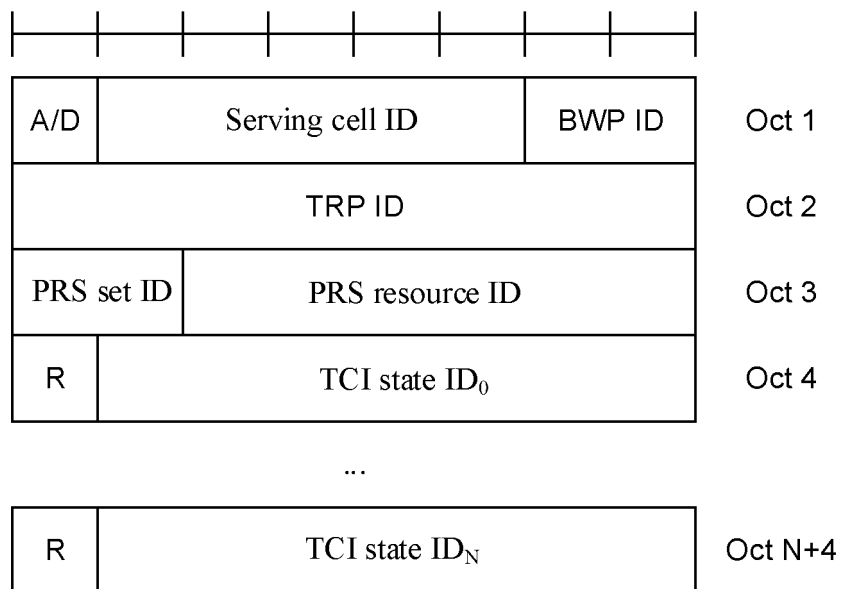 A/D Serving cell ID BWP ID Oct 1
TRP ID Oct 2
PRS set ID PRS resource ID Oct 3
R TCI state ID₀ Oct 4
...
R TCI state IDN Oct N+4